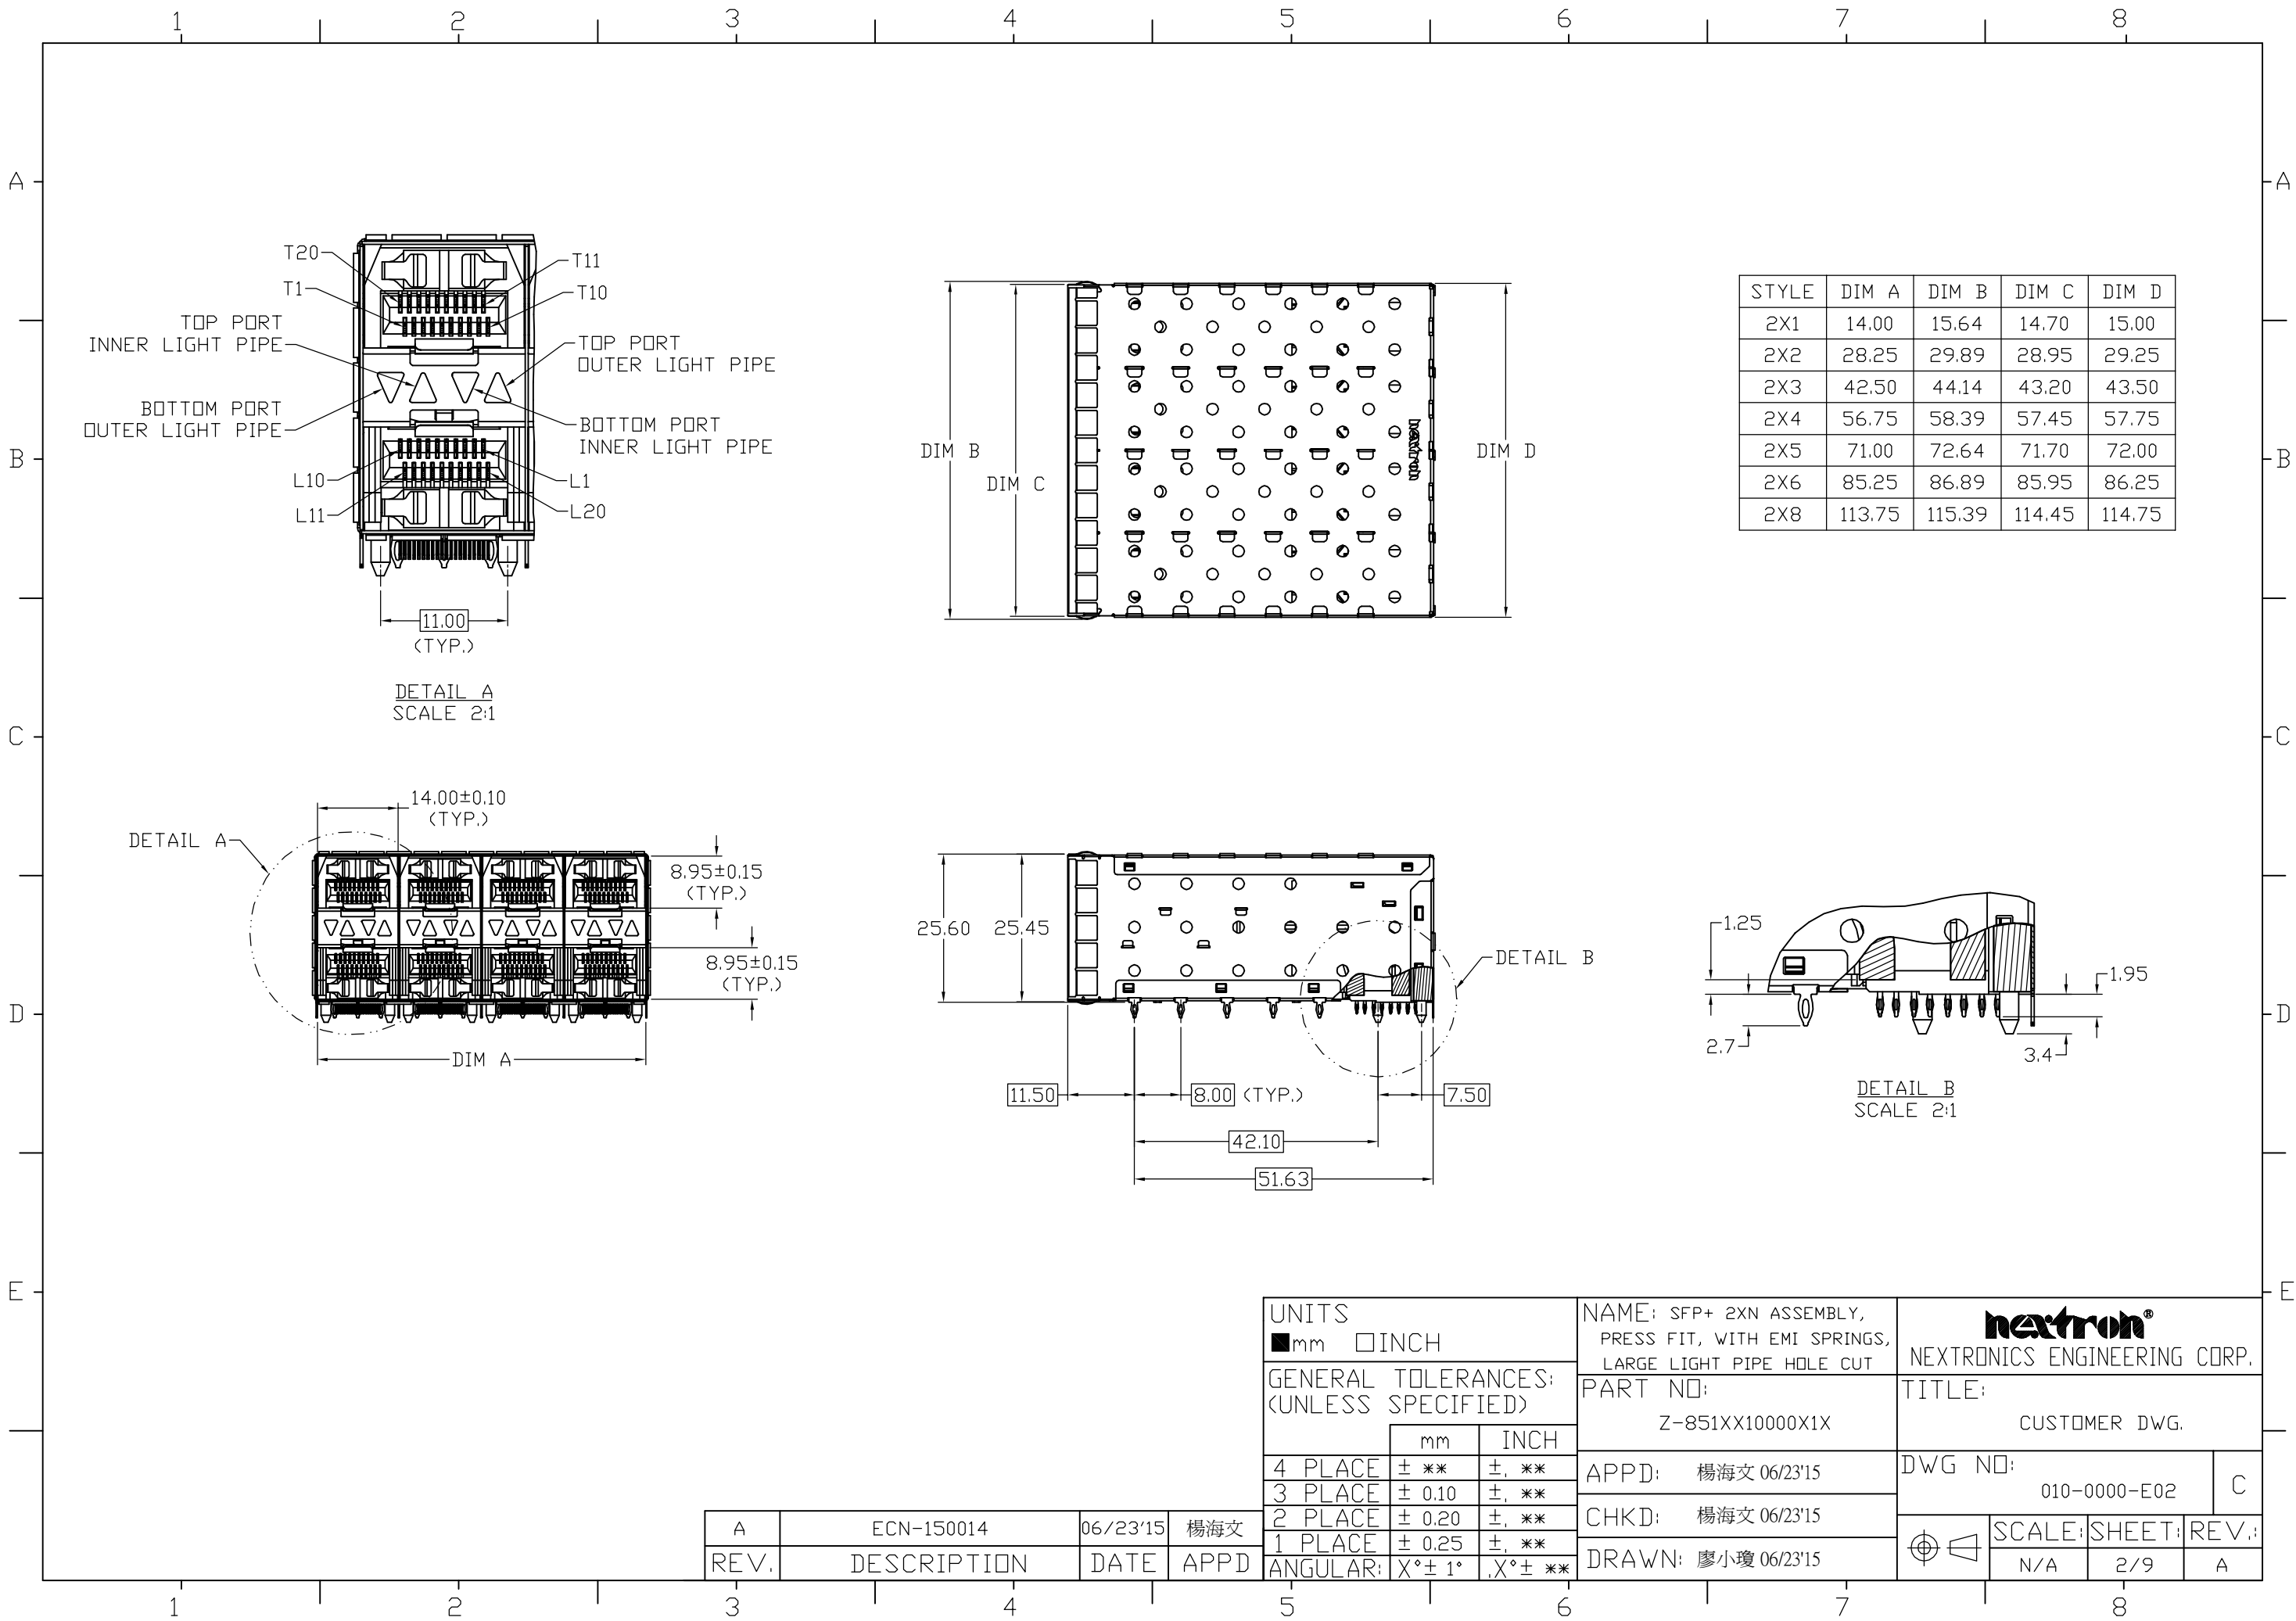 1 2 3 4 5 6 7 8
A
B
C
D
E
A
B
C
D
E
T20
T1
T11
T10
TOP PORT
INNER LIGHT PIPE
TOP PORT
OUTER LIGHT PIPE
BOTTOM PORT
OUTER LIGHT PIPE
BOTTOM PORT
INNER LIGHT PIPE
L10
L11
L1
L20
11.00
(TYP.)
DETAIL A
SCALE 2:1
DIM B
DIM C
nextron
DIM D
STYLE DIM A DIM B DIM C DIM D
2X1 14.00 15.64 14.70 15.00
2X2 28.25 29.89 28.95 29.25
2X3 42.50 44.14 43.20 43.50
2X4 56.75 58.39 57.45 57.75
2X5 71.00 72.64 71.70 72.00
2X6 85.25 86.89 85.95 86.25
2X8 113.75 115.39 114.45 114.75
14.00±0.10
(TYP.)
DETAIL A
8.95±0.15
(TYP.)
8.95±0.15
(TYP.)
DIM A
25.60
25.45
DETAIL B
11.50
8.00 (TYP.)
7.50
42.10
51.63
1.25
1.95
2.7
3.4
DETAIL B
SCALE 2:1
UNITS
mm INCH
GENERAL TOLERANCES:
(UNLESS SPECIFIED)
mm INCH
4 PLACE ± ** ±. **
3 PLACE ± 0.10 ±. **
2 PLACE ± 0.20 ±. **
1 PLACE ± 0.25 ±. **
ANGULAR: X°± 1° .X°± **
NAME: SFP+ 2XN ASSEMBLY,
PRESS FIT, WITH EMI SPRINGS,
LARGE LIGHT PIPE HOLE CUT
PART NO:
Z-851XX10000X1X
APPD: 楊海文 06/23'15
CHKD: 楊海文 06/23'15
DRAWN: 廖小瓊 06/23'15
nextron®
NEXTRONICS ENGINEERING CORP.
TITLE:
CUSTOMER DWG.
DWG NO:
010-0000-E02
C
SCALE: SHEET: REV.:
N/A 2/9 A
A ECN-150014 06/23'15 楊海文
REV. DESCRIPTION DATE APPD
1 2 3 4 5 6 7 8